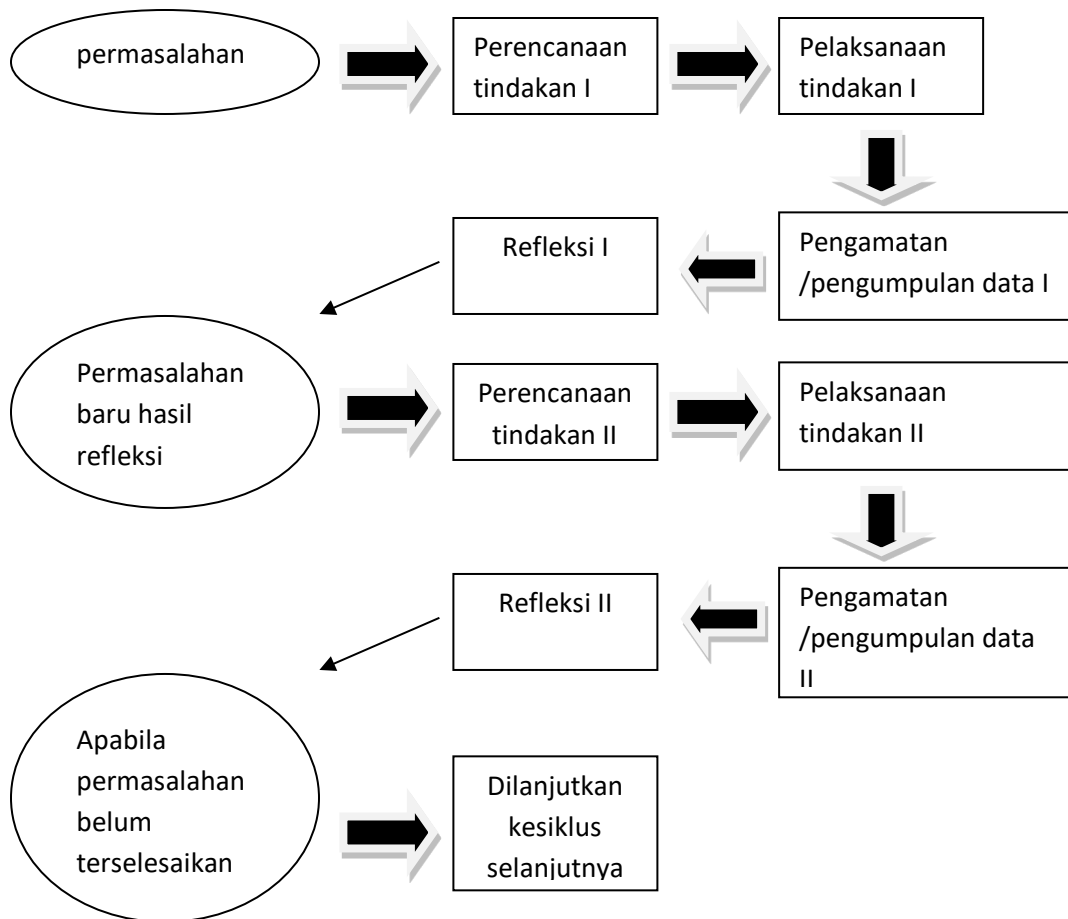 permasalahan
Perencanaan
tindakan I
Pelaksanaan
tindakan I
Pengamatan
/pengumpulan data I
Refleksi I
Permasalahan
baru hasil
refleksi
Perencanaan
tindakan II
Pelaksanaan
tindakan II
Pengamatan
/pengumpulan data
II
Refleksi II
Apabila
permasalahan
belum
terselesaikan
Dilanjutkan
kesiklus
selanjutnya